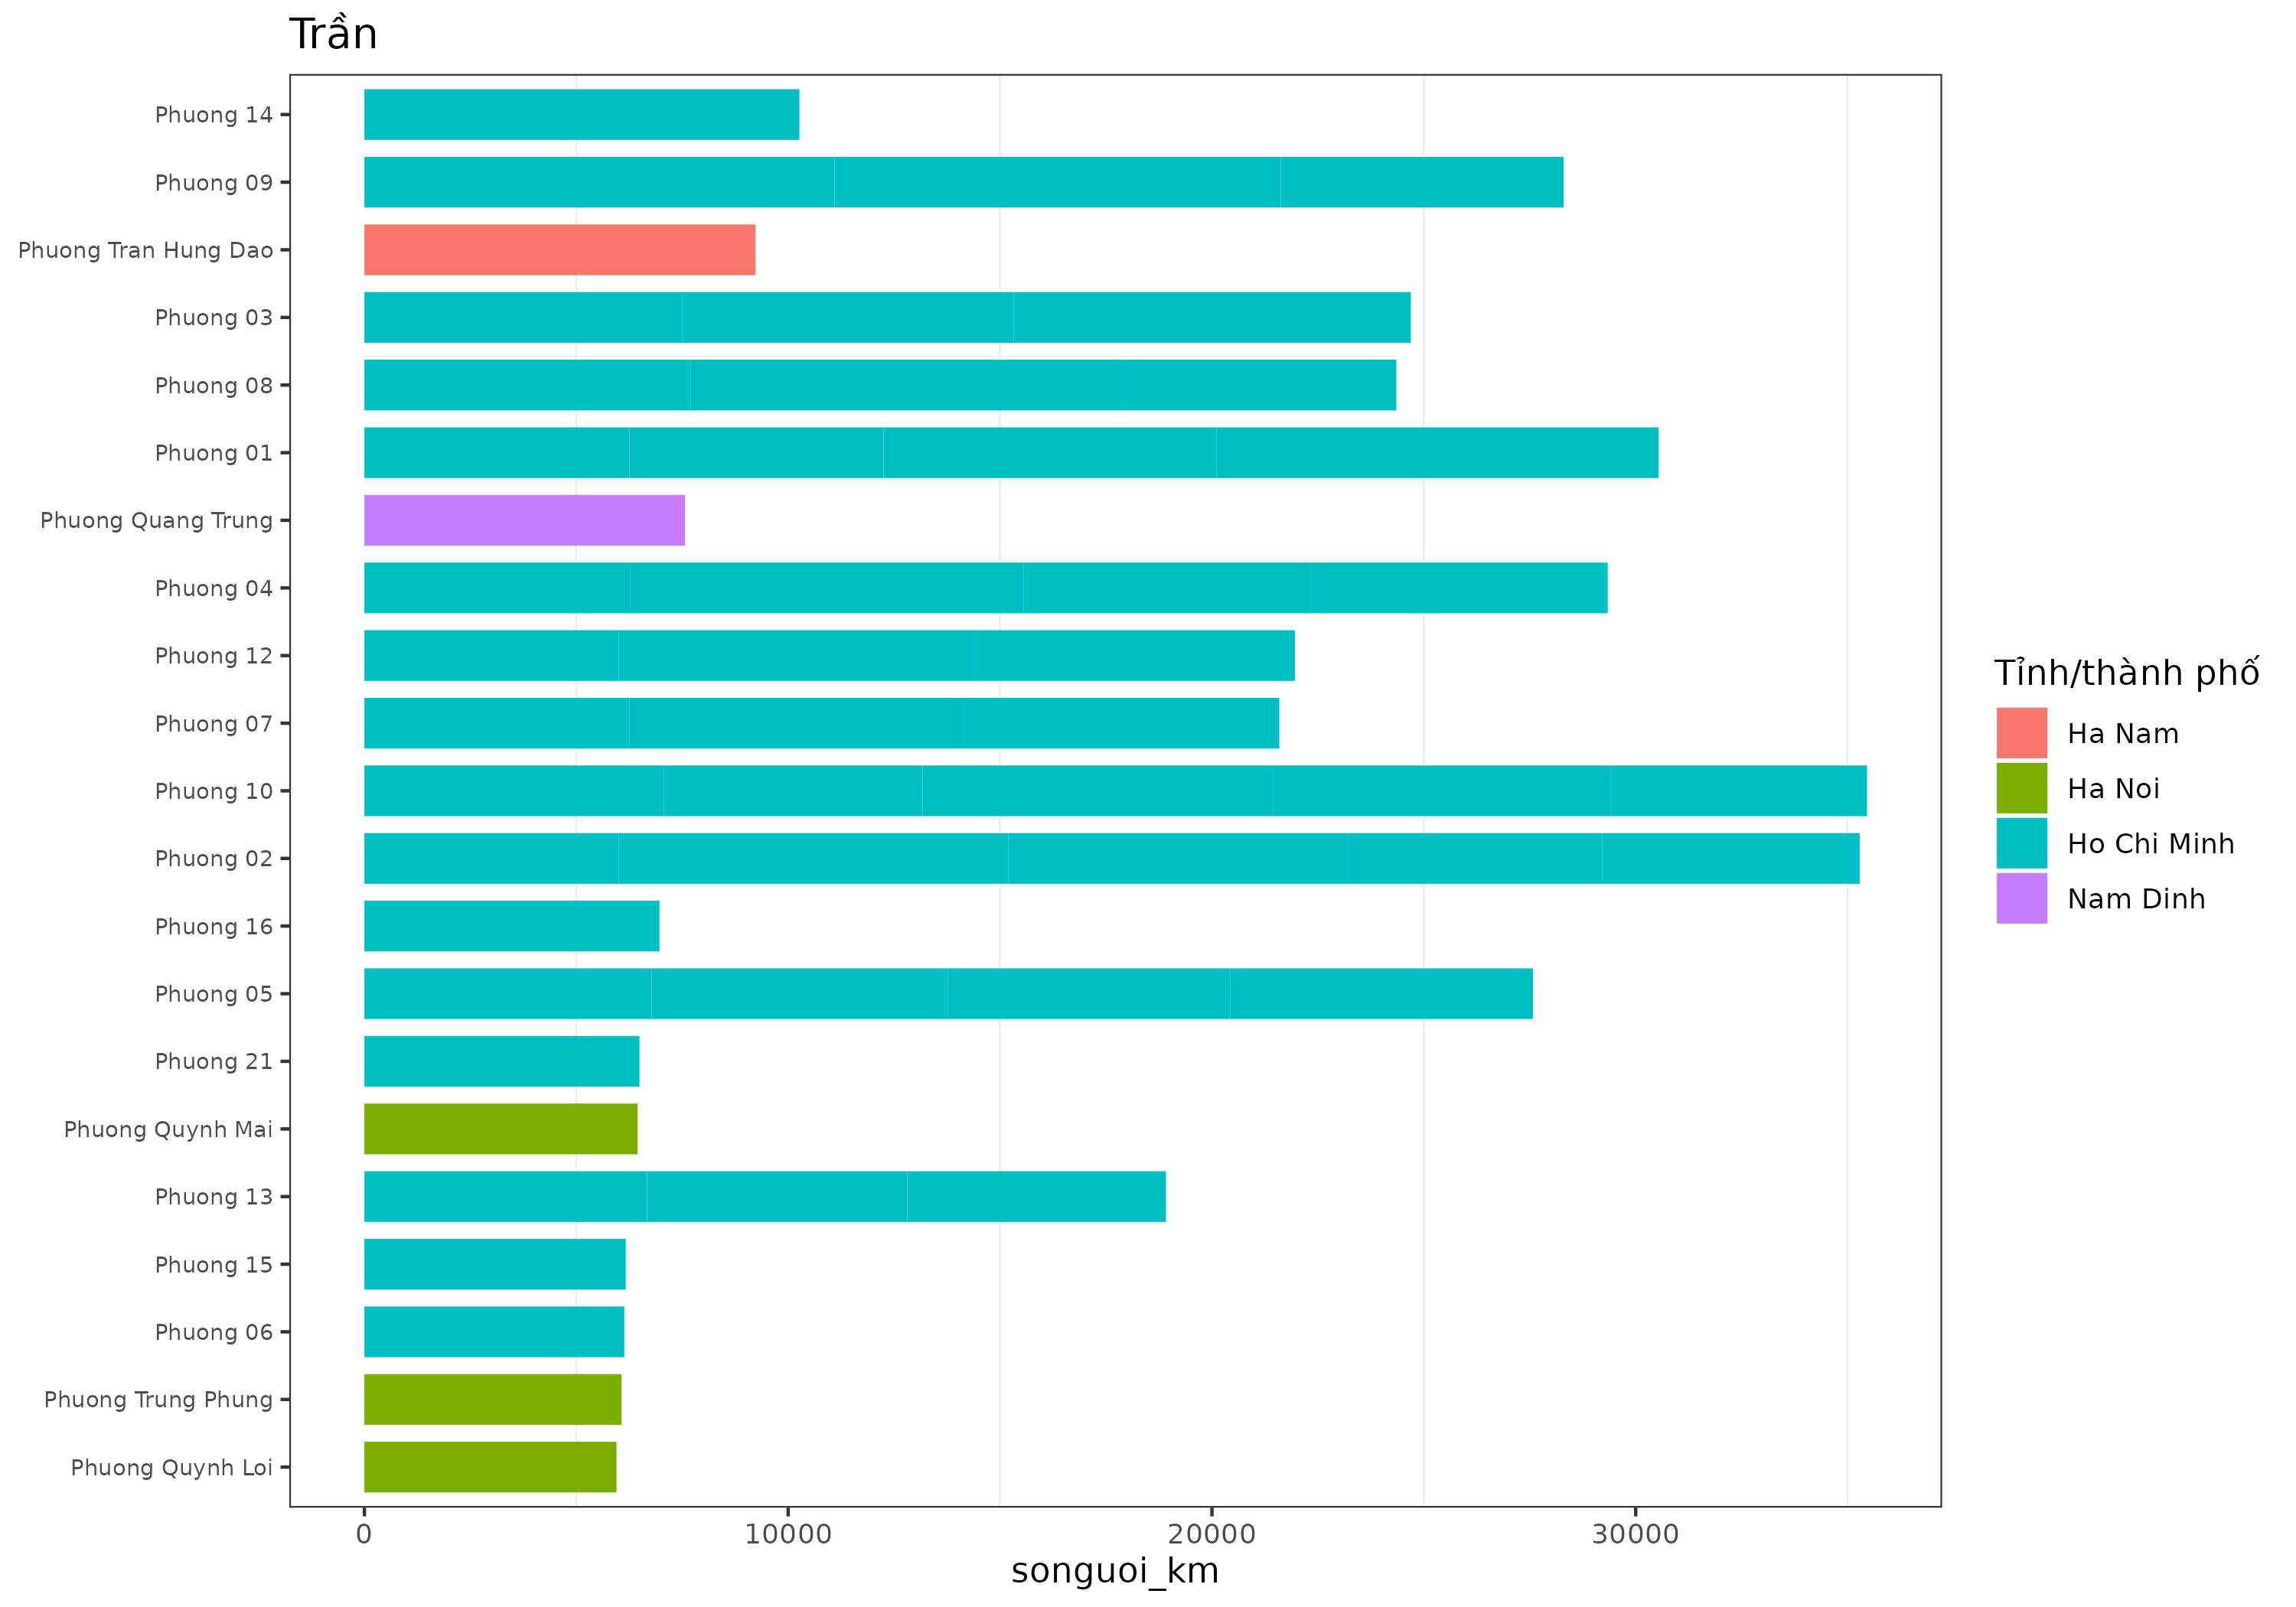 Trần
Phuong 14
Phuong 09
Phuong Tran Hung Dao
Phuong 03
Phuong 08
Phuong 01
Phuong Quang Trung
Phuong 04
Phuong 12
Phuong 07
Phuong 10
Phuong 02
Phuong 16
Phuong 05
Phuong 21
Phuong Quynh Mai
Phuong 13
Phuong 15
Phuong 06
Phuong Trung Phung
Phuong Quynh Loi
0 10000 20000 30000
songuoi_km
Tỉnh/thành phố
Ha Nam
Ha Noi
Ho Chi Minh
Nam Dinh